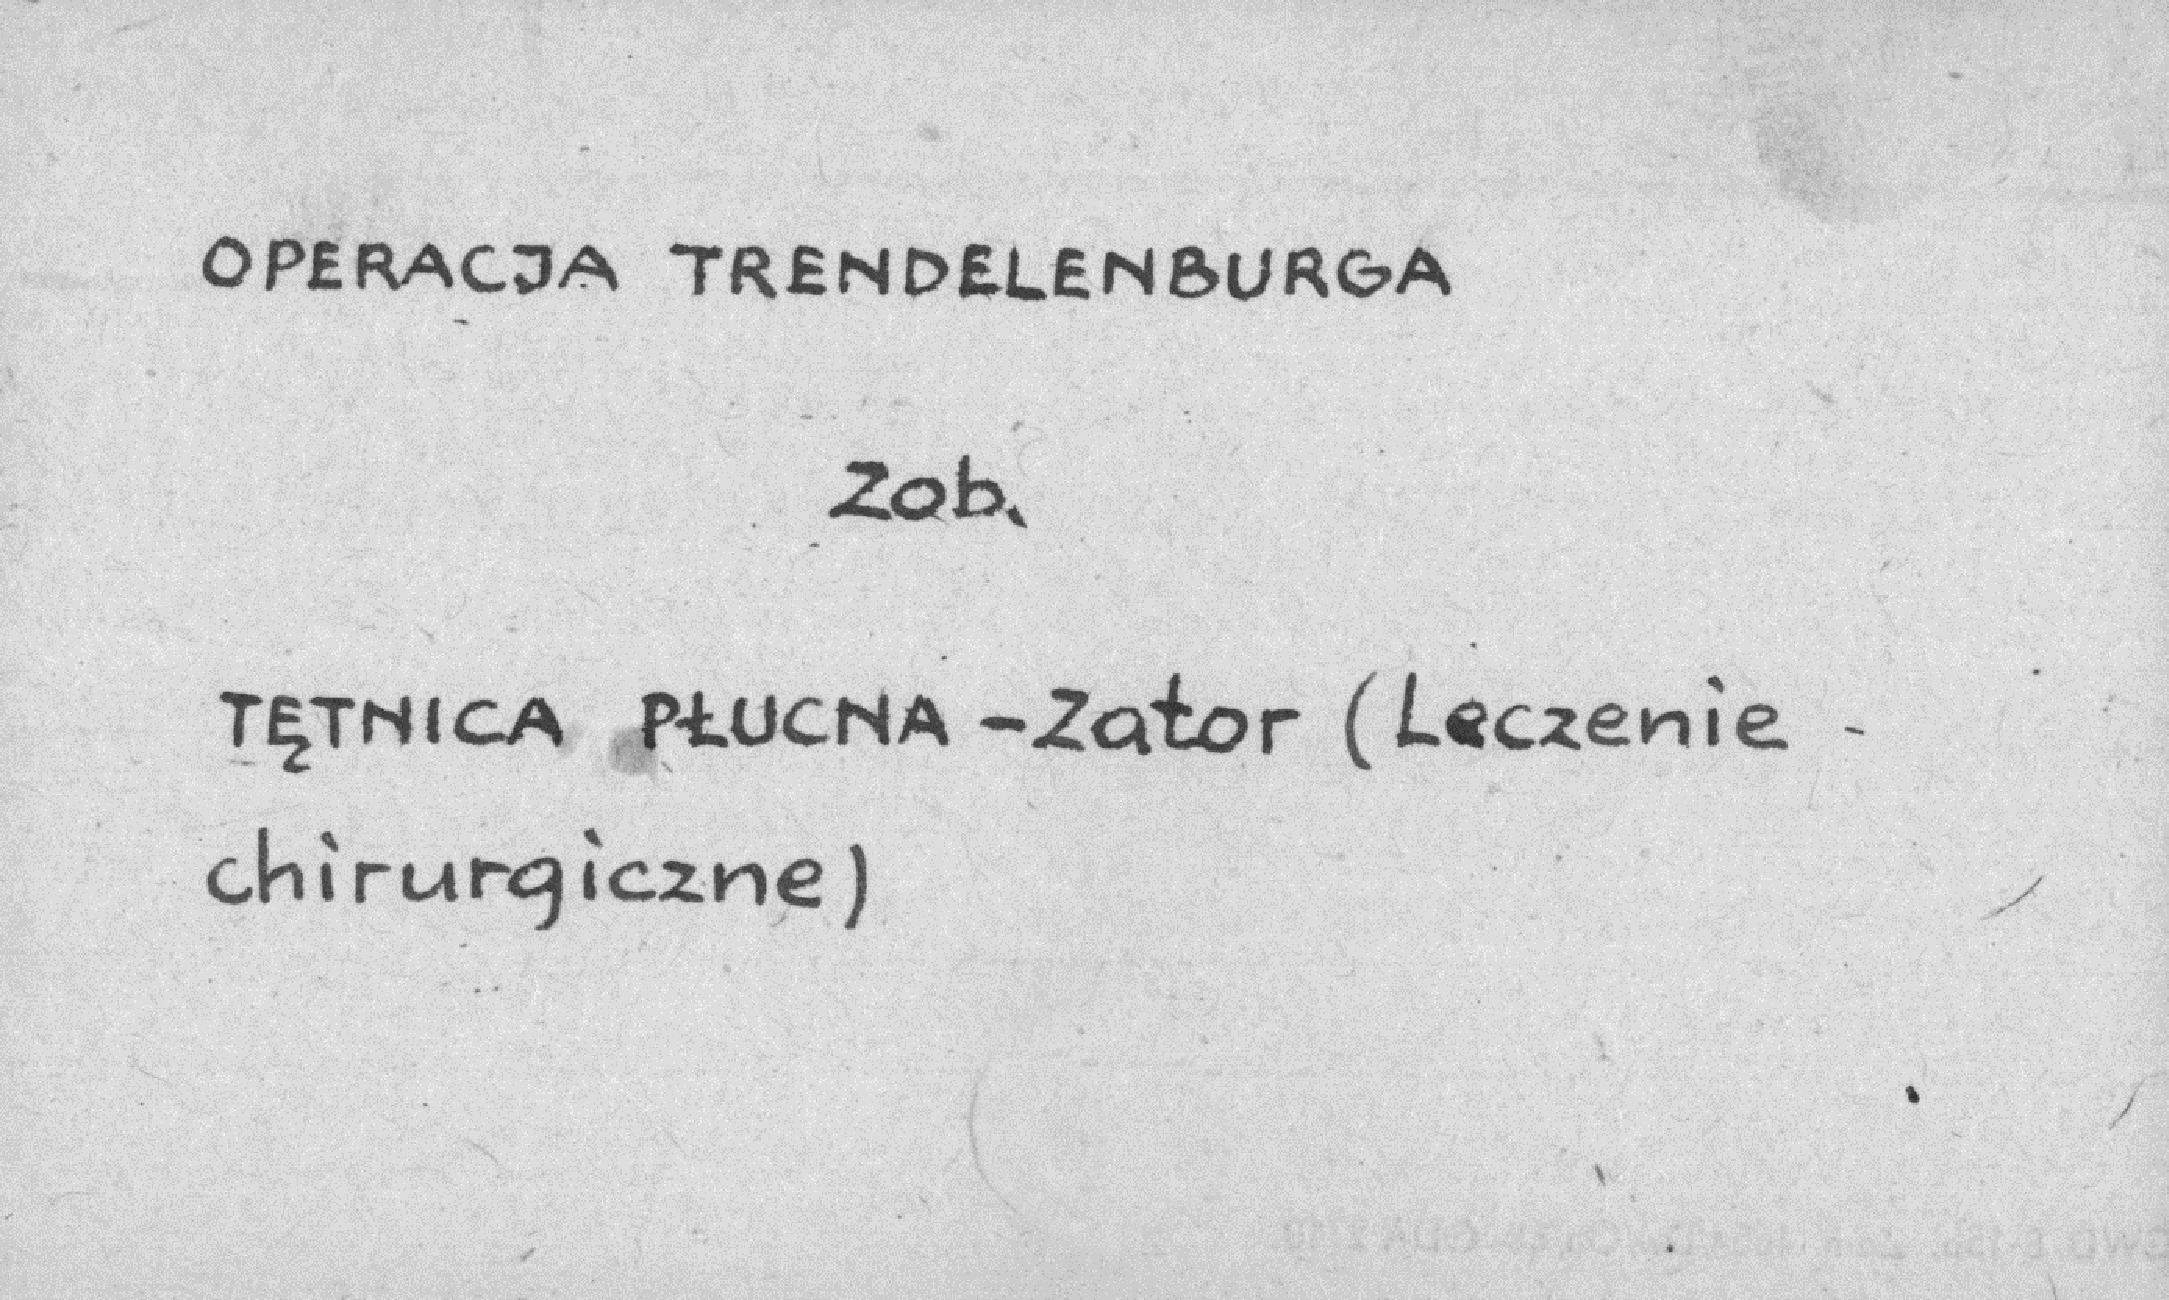 OPERACJA TRENDELENBURGA
Zob.
TĘTNICA PŁUCNA - Zator (Leczenie -
chirurgiczne)